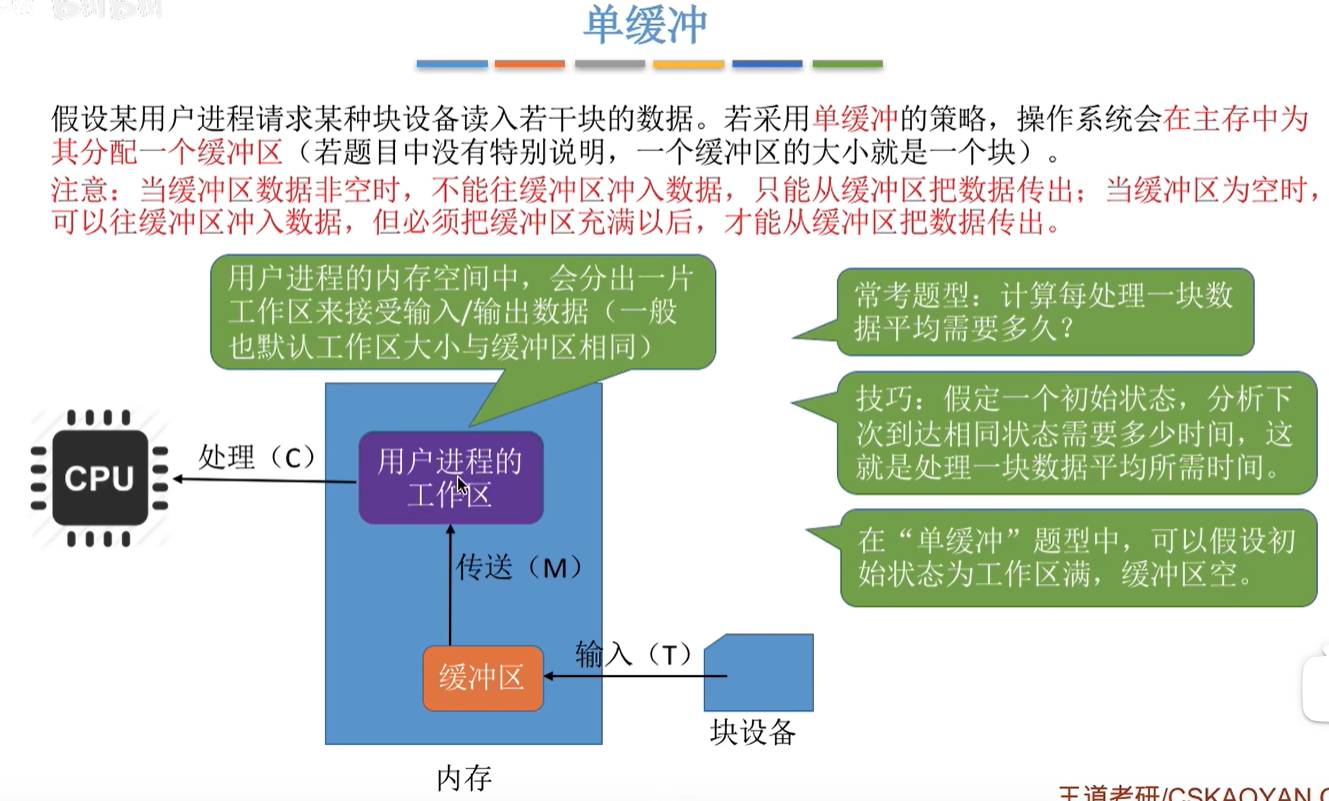 单缓冲
假设某用户进程请求某种块设备读入若干块的数据。若采用单缓冲的策略，操作系统会在主存中为
其分配一个缓冲区（若题目中没有特别说明，一个缓冲区的大小就是一个块）。
注意：当缓冲区数据非空时，不能往缓冲区冲入数据，只能从缓冲区把数据传出；当缓冲区为空时，
可以往缓冲区冲入数据，但必须把缓冲区充满以后，才能从缓冲区把数据传出。
用户进程的内存空间中，会分出一片
工作区来接受输入/输出数据（一般
也默认工作区大小与缓冲区相同）
常考题型：计算每处理一块数
据平均需要多久？
技巧：假定一个初始状态，分析下
次到达相同状态需要多少时间，这
就是处理一块数据平均所需时间。
在“单缓冲”题型中，可以假设初
始状态为工作区满，缓冲区空。
CPU
处理（C）
用户进程的
工作区
传送（M）
缓冲区
输入（T）
块设备
内存
王道考研/CSKAOYAN.